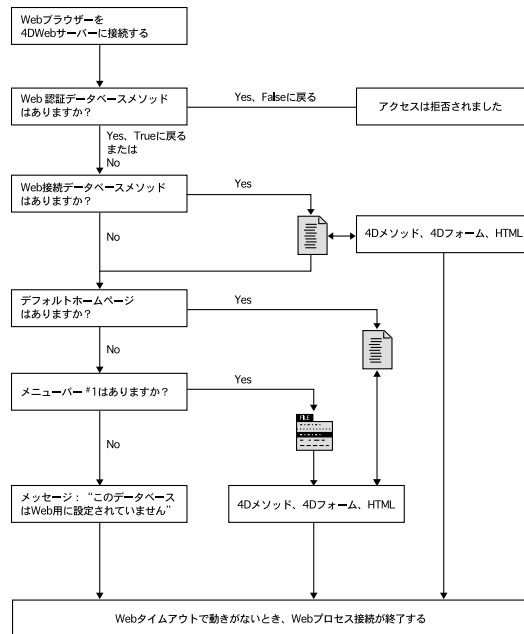 Webブラウザーを
4DWebサーバーに接続する
Web 認証データベースメソッド
はありますか？
Yes、Falseに戻る
アクセスは拒否されました
Yes、Trueに戻る
または
No
Web接続データベースメソッド
はありますか？
Yes
No
4Dメソッド、4Dフォーム、HTML
デフォルトホームページ
はありますか？
Yes
No
メニューバー #1はありますか？
Yes
FILE
No
メッセージ： “このデータベース
はWeb用に設定されていません”
4Dメソッド、4Dフォーム、HTML
Webタイムアウトで動きがないとき、Webプロセス接続が終了する